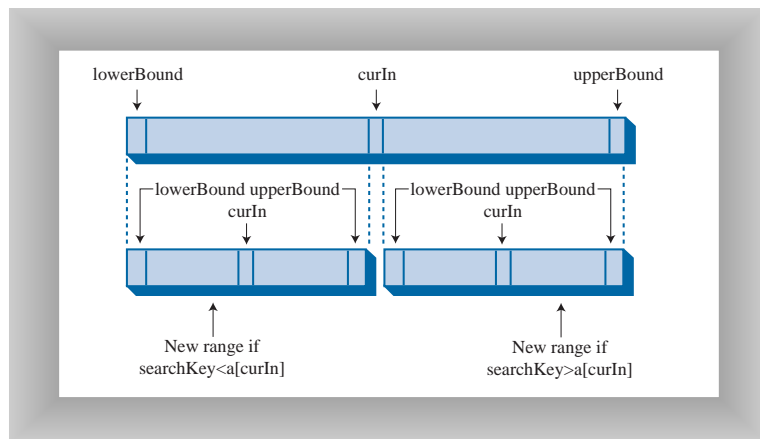 lowerBound curIn upperBound
lowerBound upperBound lowerBound upperBound
curIn curIn
New range if New range if
searchKey<a[curIn] searchKey>a[curIn]